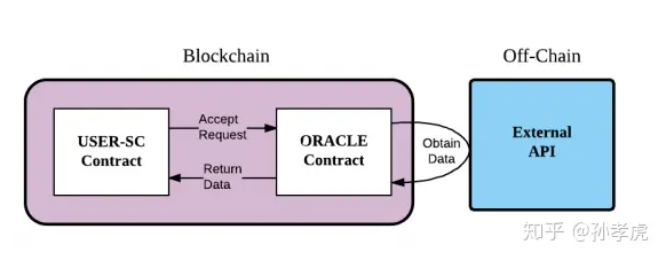 Blockchain
Off-Chain
USER-SC
Contract
Accept
Request
Return
Data
ORACLE
Contract
Obtain
Data
External
API
知乎 @孙孝虎